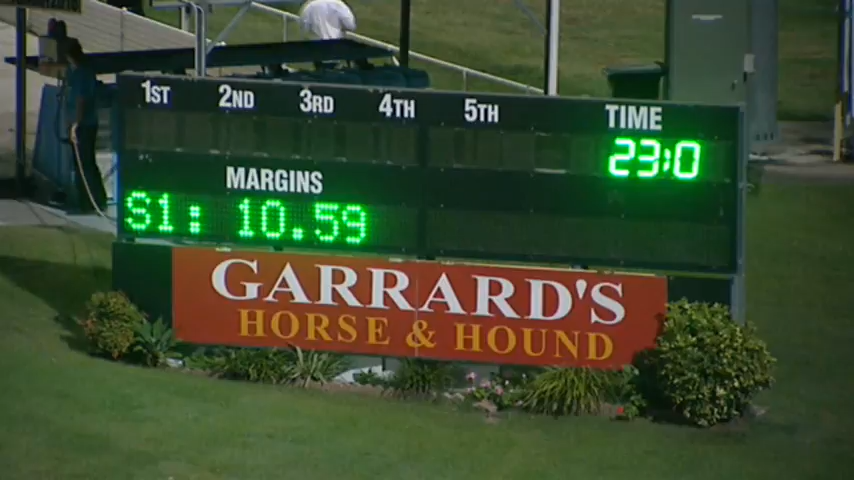 1ST 2ND 3RD 4TH 5TH TIME
23:0
MARGINS
S1: 10.59
GARRARD'S
HORSE & HOUND